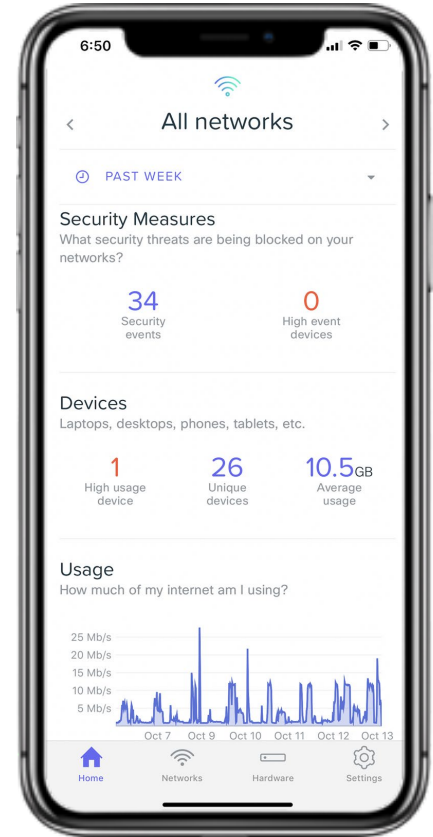 6:50
All networks
PAST WEEK
Security Measures
What security threats are being blocked on your
networks?
34
Security
events
0
High event
devices
Devices
Laptops, desktops, phones, tablets, etc.
1
High usage
device
26
Unique
devices
10.5GB
Average
usage
Usage
How much of my internet am I using?
25 Mb/s
20 Mb/s
15 Mb/s
10 Mb/s
5 Mb/s
Oct 7 Oct 9 Oct 10 Oct 11 Oct 12 Oct 13
Home Networks Hardware Settings